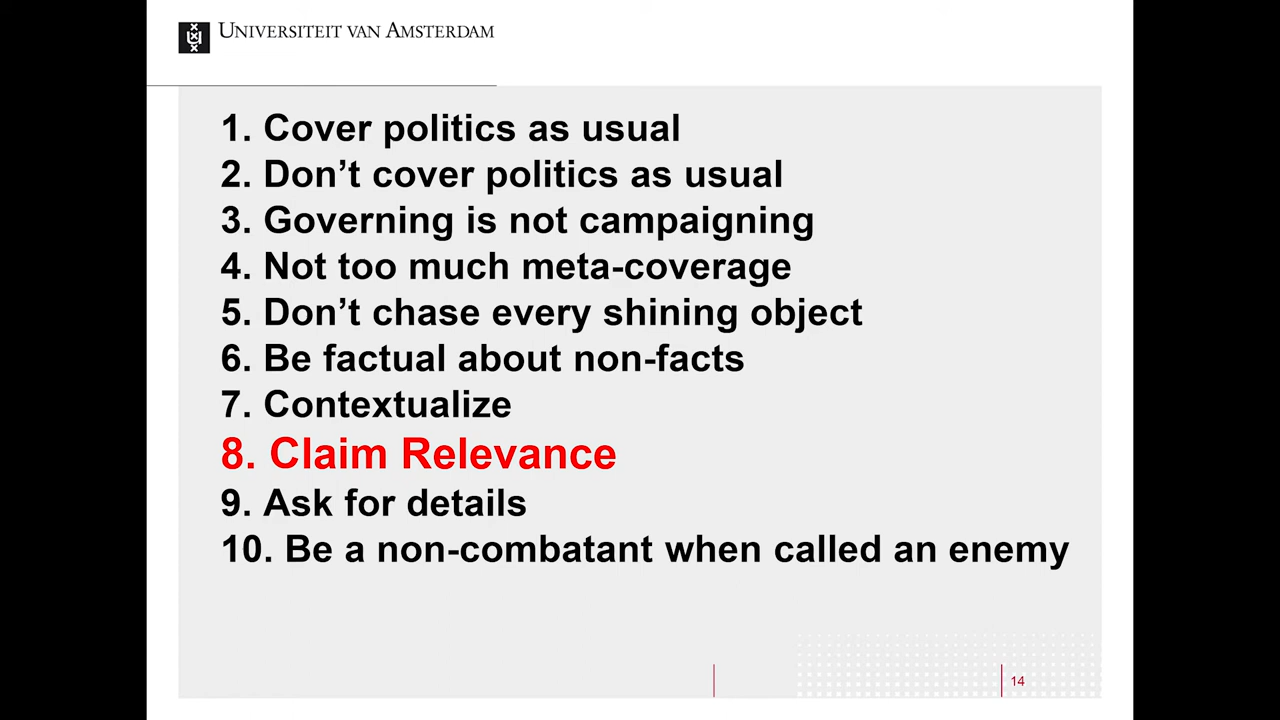 UNIVERSITEIT VAN AMSTERDAM
1. Cover politics as usual
2. Don’t cover politics as usual
3. Governing is not campaigning
4. Not too much meta-coverage
5. Don’t chase every shining object
6. Be factual about non-facts
7. Contextualize
8. Claim Relevance
9. Ask for details
10. Be a non-combatant when called an enemy
14